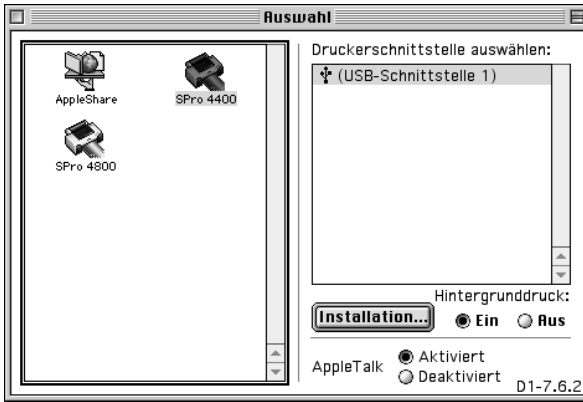 Auswahl
AppleShare
SPro 4400
SPro 4800
Druckerschnittstelle auswählen:
(USB-Schnittstelle 1)
Hintergrunddruck:
Installation...
Ein Aus
AppleTalk
Aktiviert
Deaktiviert
D1-7.6.2